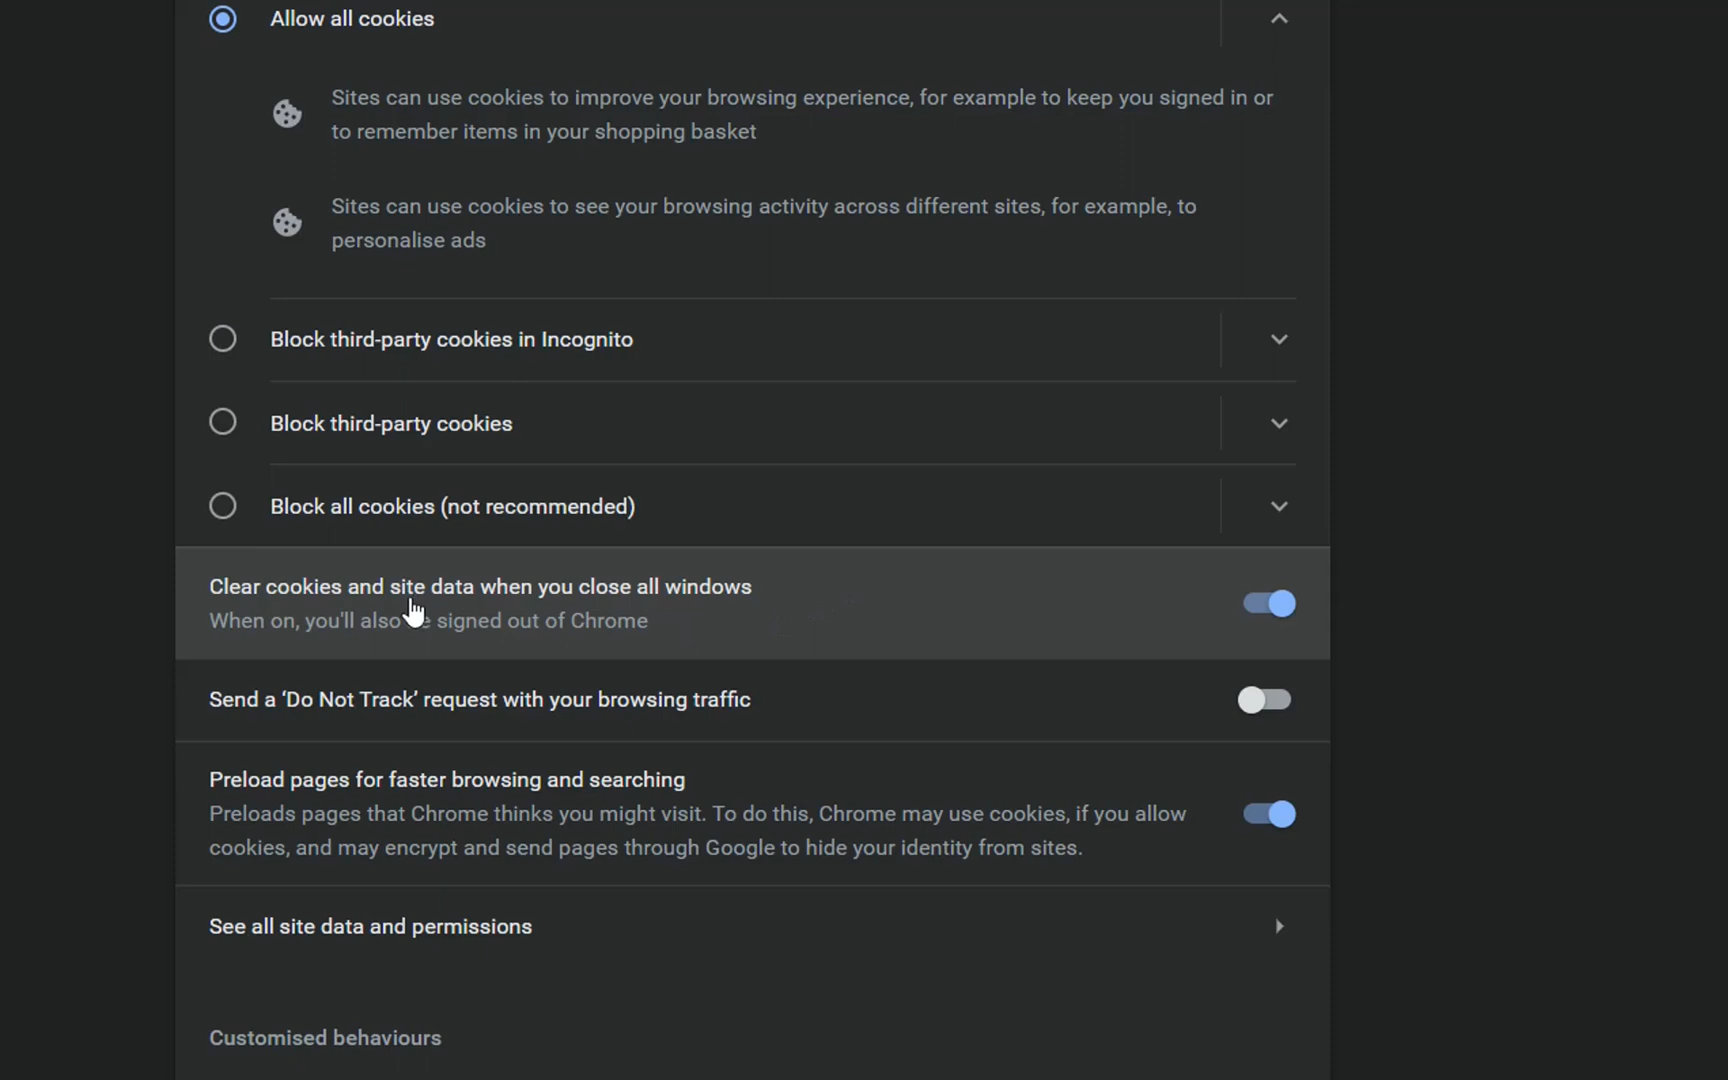 Allow all cookies
Sites can use cookies to improve your browsing experience, for example to keep you signed in or
to remember items in your shopping basket
Sites can use cookies to see your browsing activity across different sites, for example, to
personalise ads
Block third-party cookies in Incognito
Block third-party cookies
Block all cookies (not recommended)
Clear cookies and site data when you close all windows
When on, you'll also signed out of Chrome
Send a ‘Do Not Track’ request with your browsing traffic
Preload pages for faster browsing and searching
Preloads pages that Chrome thinks you might visit. To do this, Chrome may use cookies, if you allow
cookies, and may encrypt and send pages through Google to hide your identity from sites.
See all site data and permissions
Customised behaviours